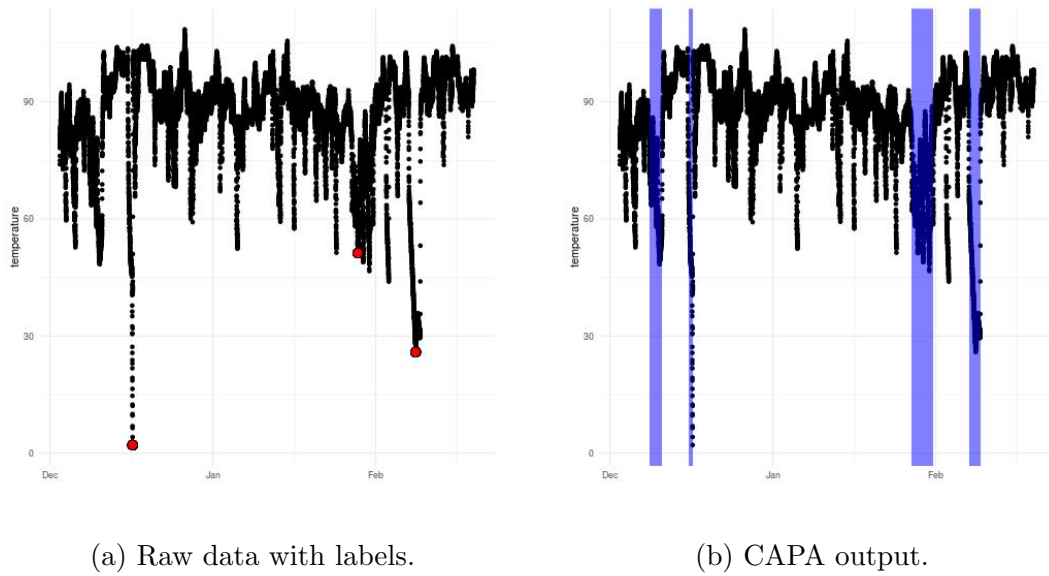 90
60
30
0
temperature
Dec
Jan
Feb
90
60
30
0
temperature
Dec
Jan
Feb
(a) Raw data with labels.
(b) CAPA output.